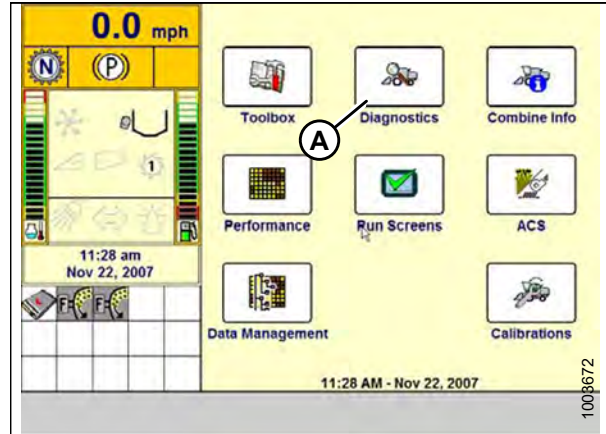 0.0 mph
N
(P)
1
11:28 am
Nov 22, 2007
F
F
Toolbox
Diagnostics
Combine Info
A
Performance
Run Screens
ACS
Data Management
Calibrations
11:28 AM - Nov 22, 2007
1003672